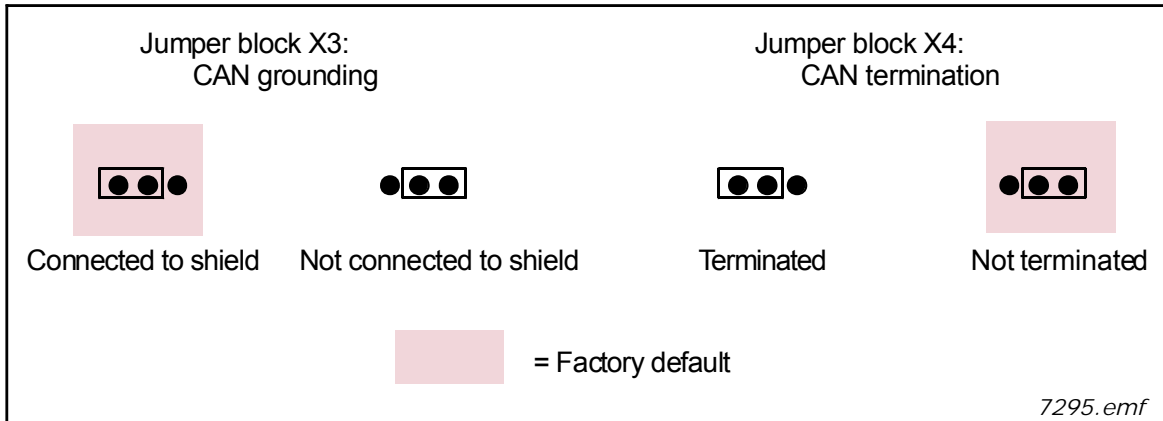 Jumper block X3:
CAN grounding
Jumper block X4:
CAN termination
Connected to shield
Not connected to shield
Terminated
Not terminated
= Factory default
7295.emf